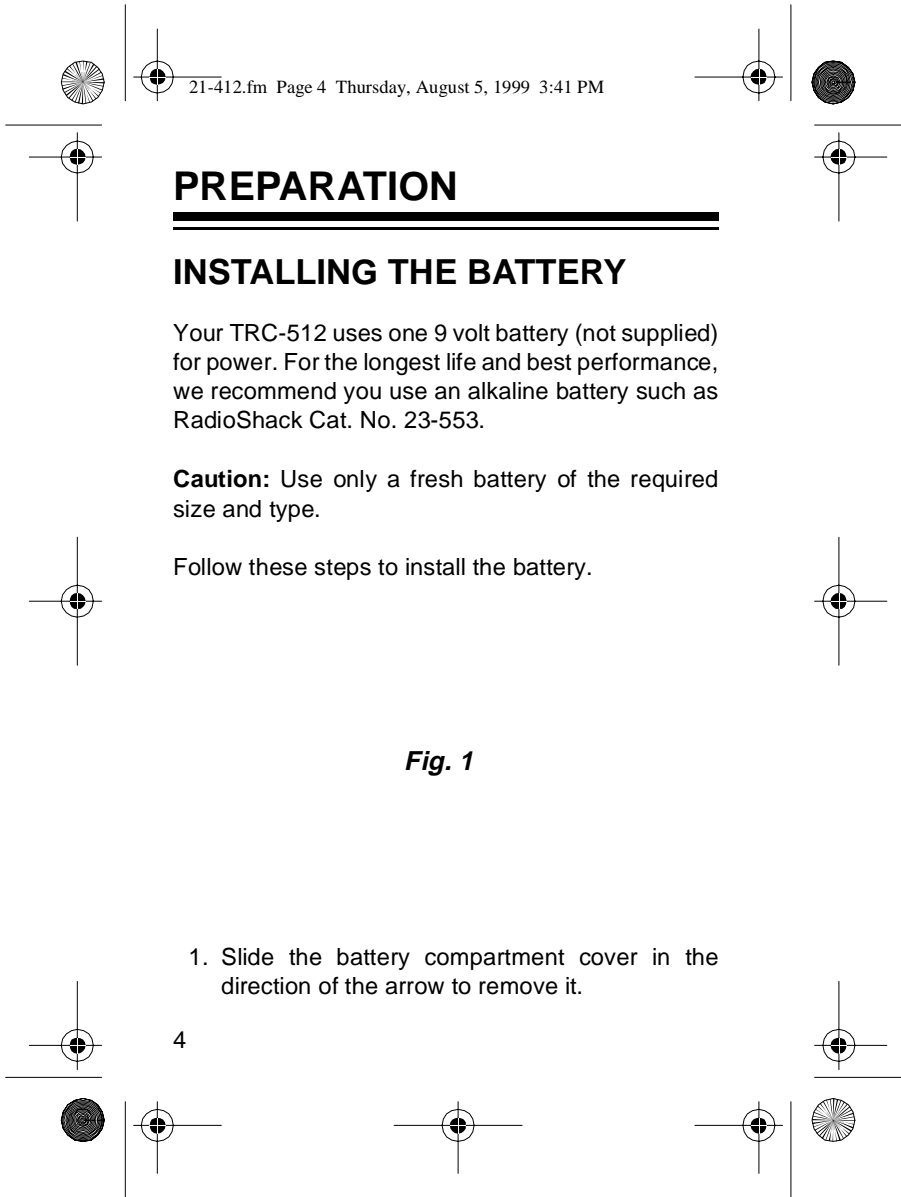 21-412.fm Page 4 Thursday, August 5, 1999 3:41 PM
PREPARATION
INSTALLING THE BATTERY
Your TRC-512 uses one 9 volt battery (not supplied)
for power. For the longest life and best performance,
we recommend you use an alkaline battery such as
RadioShack Cat. No. 23-553.
Caution: Use only a fresh battery of the required
size and type.
Follow these steps to install the battery.
Fig. 1
1. Slide the battery compartment cover in the
direction of the arrow to remove it.
4